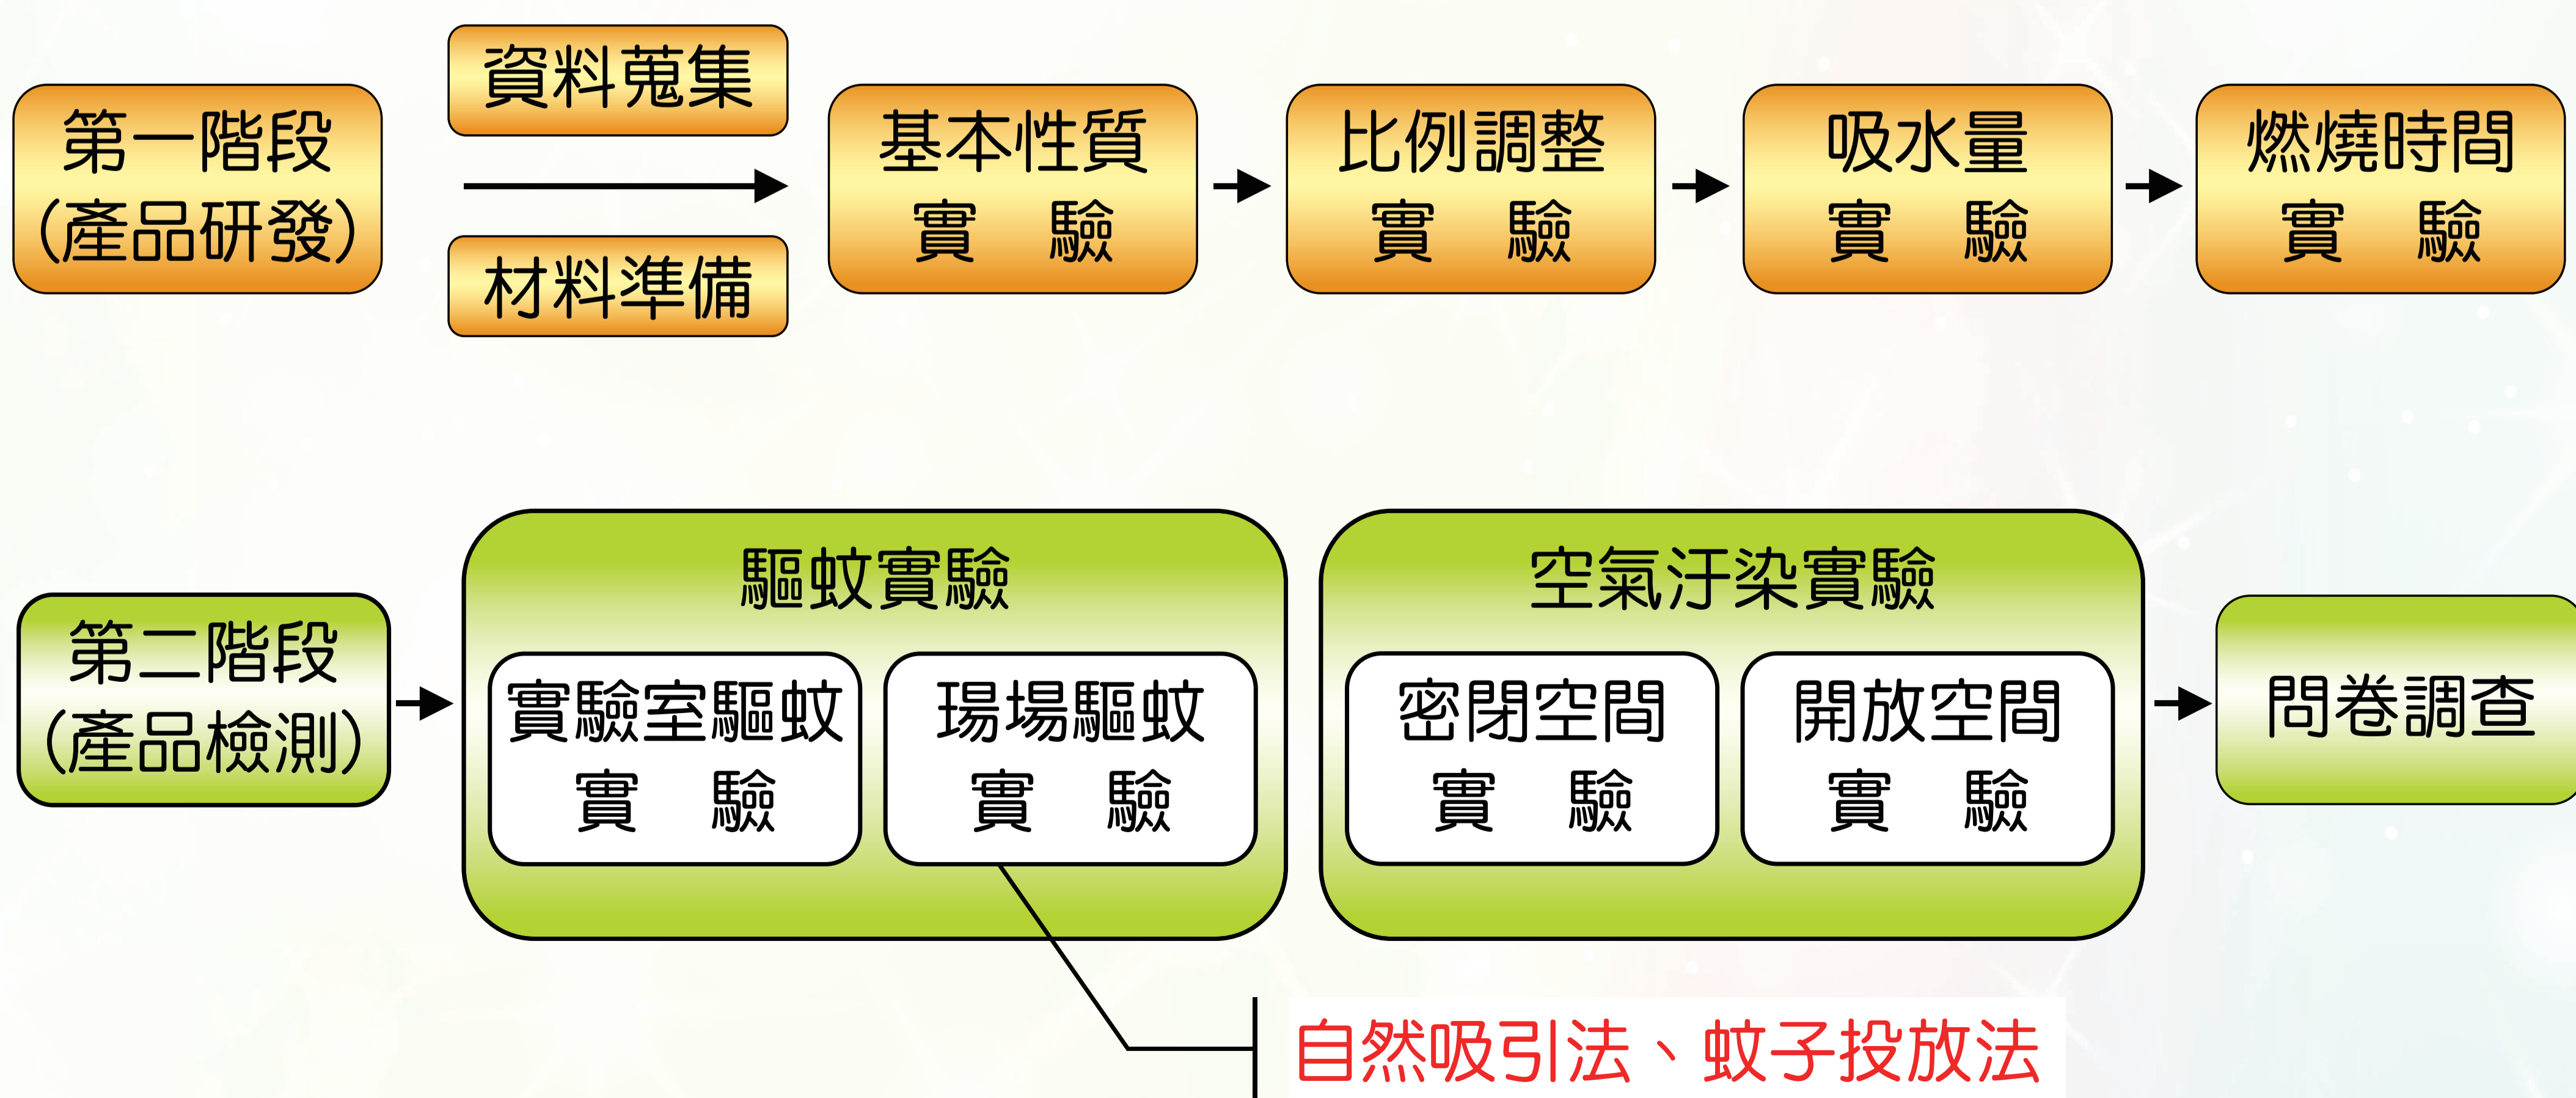 第一階段
(產品研發)
資料蒐集
材料準備
基本性質
實 驗
比例調整
實 驗
吸水量
實 驗
燃燒時間
實 驗
第二階段
(產品檢測)
驅蚊實驗
實驗室驅蚊
實 驗
瑒場驅蚊
實 驗
空氣汙染實驗
密閉空間
實 驗
開放空間
實 驗
問卷調查
自然吸引法、蚊子投放法